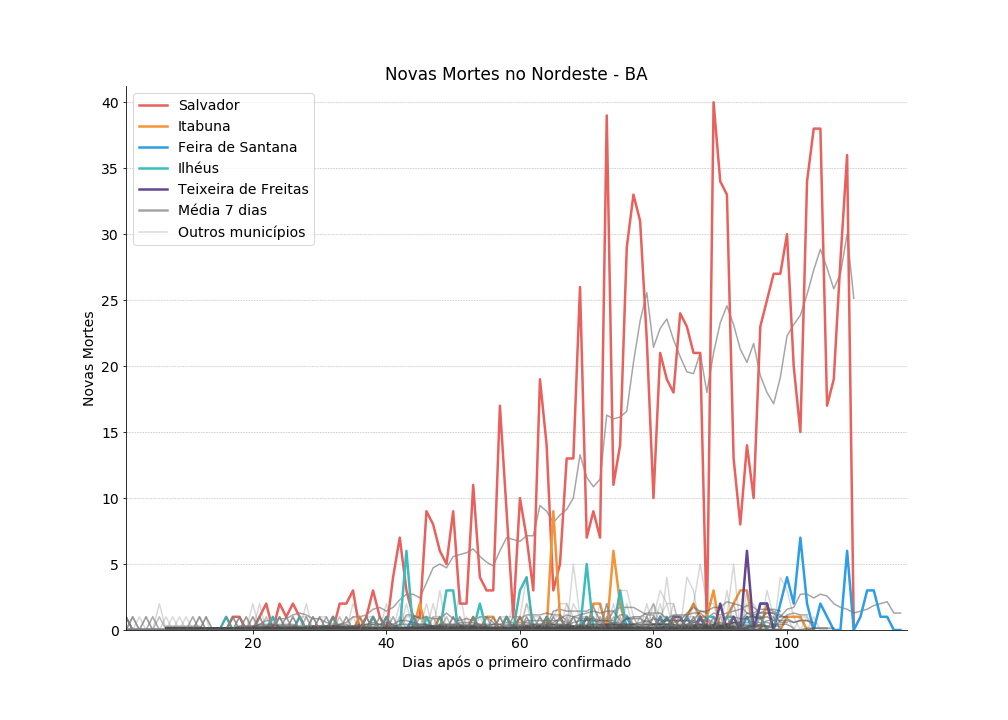 Novas Mortes no Nordeste - BA
Salvador
Itabuna
Feira de Santana
Ilhéus
Teixeira de Freitas
Média 7 dias
Outros municípios
40
35
30
25
20
15
10
5
0
Novas Mortes
20
40
60
80
100
Dias após o primeiro confirmado